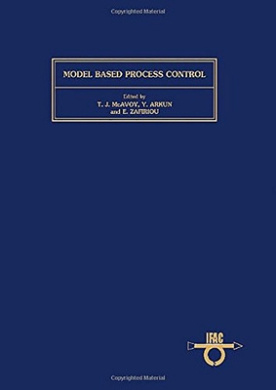 Copyrighted Material
MODEL BASED PROCESS CONTROL
Edited by
T. J. McAVOY, Y. ARKUN
and E. ZAFIRIOU
IFAC
Copyrighted Material